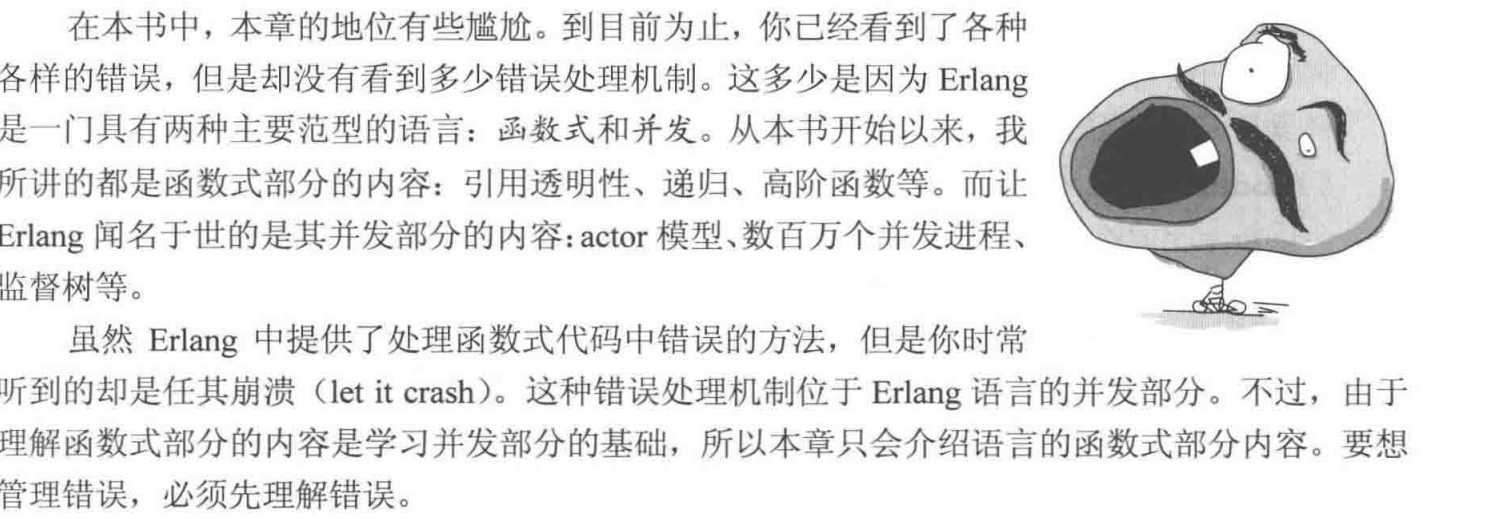 在本书中，本章的地位有些尴尬。到目前为止，你已经看到了各种
各样的错误，但是却没有看到多少错误处理机制。这多少是因为 Erlang
是一门具有两种主要范型的语言：函数式和并发。从本书开始以来，我
所讲的都是函数式部分的内容：引用透明性、递归、高阶函数等。而让
Erlang 闻名于世的是其并发部分的内容：actor 模型、数百万个并发进程、
监督树等。
虽然 Erlang 中提供了处理函数式代码中错误的方法，但是你时常
听到的却是任其崩溃（let it crash）。这种错误处理机制位于 Erlang 语言的并发部分。不过，由于
理解函数式部分的内容是学习并发部分的基础，所以本章只会介绍语言的函数式部分内容。要想
管理错误，必须先理解错误。